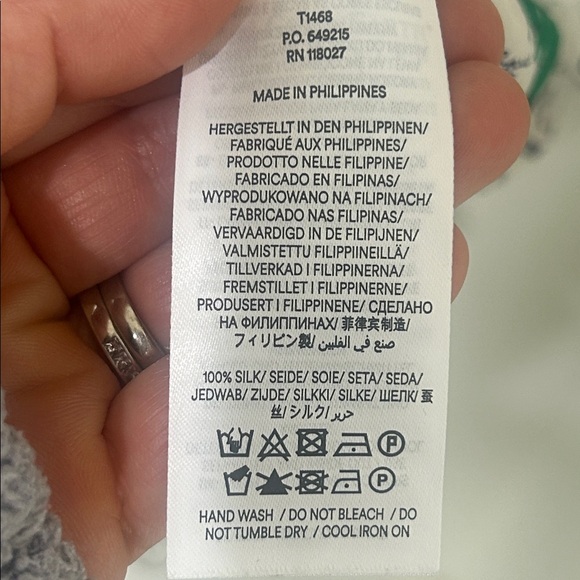 T1468
P.O. 649215
RN 118027
MADE IN PHILIPPINES
HERGESTELLT IN DEN PHILIPPINEN/
FABRIQUÉ AUX PHILIPPINES/
PRODOTTO NELLE FILIPPINE/
FABRICADO EN FILIPINAS/
WYPRODUKOWANO NA FILIPINACH/
FABRICADO NAS FILIPINAS/
VERVAARDIGD IN DE FILIPIJNEN/
VALMISTETTU FILIPPIINEILLÄ/
TILLVERKAD I FILIPPINERNA/
FREMSTILLET I FILIPPINERNE/
PRODUSERT I FILIPPINENE/ СДЕЛАНО
НА ФИЛИППИНАХ/ 菲律宾制造/
フィリピン製/ صنع في الفلبين
100% SILK/ SEIDE/ SOIE/ SETA/ SEDA/
JEDWAB/ ZIJDE/ SILKKI/ SILKE/ ШЕЛК/ 蚕
丝/ シルク/ حرير
P
P
HAND WASH / DO NOT BLEACH / DO
NOT TUMBLE DRY / COOL IRON ON